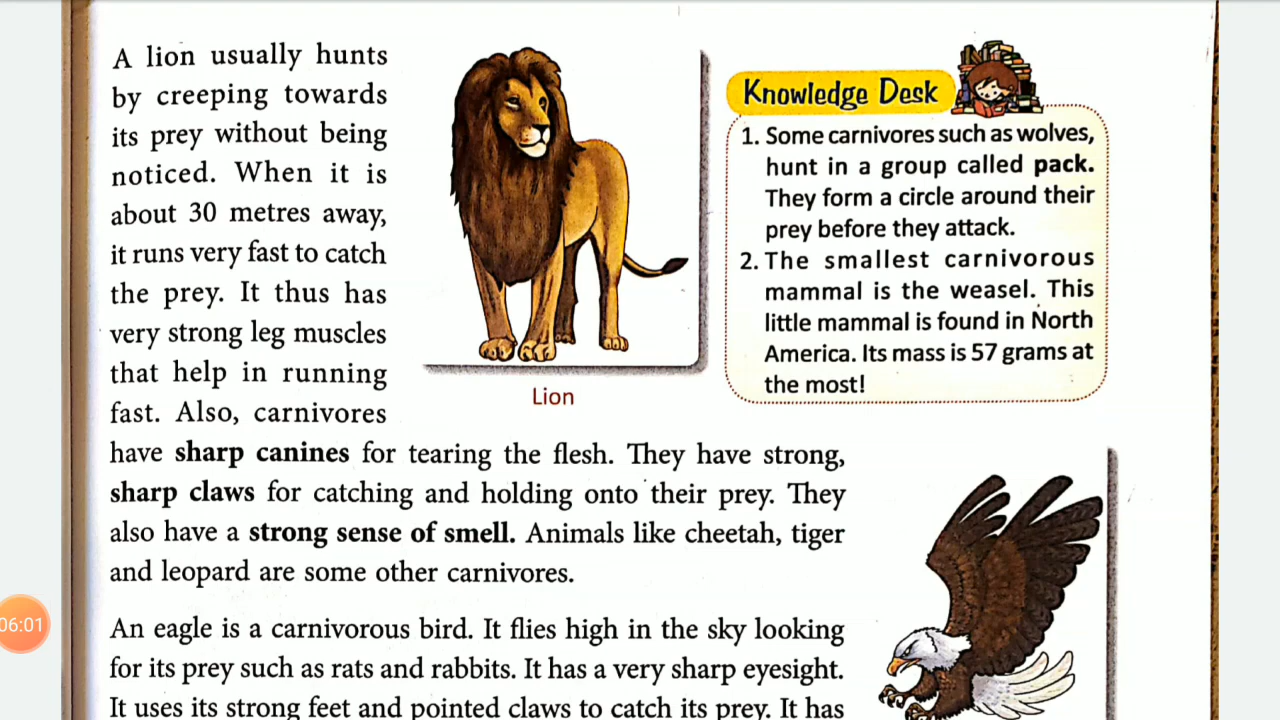 A lion usually hunts
by creeping towards
its prey without being
noticed. When it is
about 30 metres away,
it runs very fast to catch
the prey. It thus has
very strong leg muscles
that help in running
fast. Also, carnivores
have sharp canines for tearing the flesh. They have strong,
sharp claws for catching and holding onto their prey. They
also have a strong sense of smell. Animals like cheetah, tiger
and leopard are some other carnivores.
Lion
Knowledge Desk
1. Some carnivores such as wolves,
hunt in a group called pack.
They form a circle around their
prey before they attack.
2. The smallest carnivorous
mammal is the weasel. This
little mammal is found in North
America. Its mass is 57 grams at
the most!
An eagle is a carnivorous bird. It flies high in the sky looking
for its prey such as rats and rabbits. It has a very sharp eyesight.
It uses its strong feet and pointed claws to catch its prey. It has
06:01